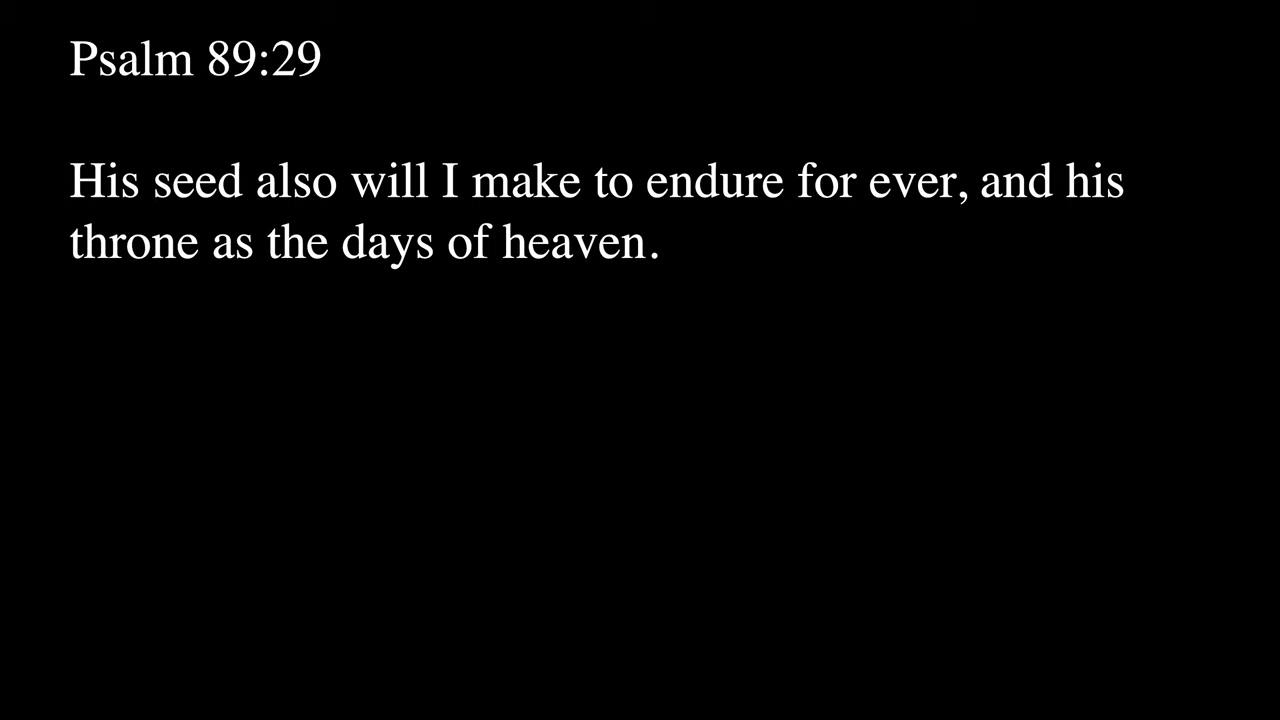 Psalm 89:29
His seed also will I make to endure for ever, and his
throne as the days of heaven.